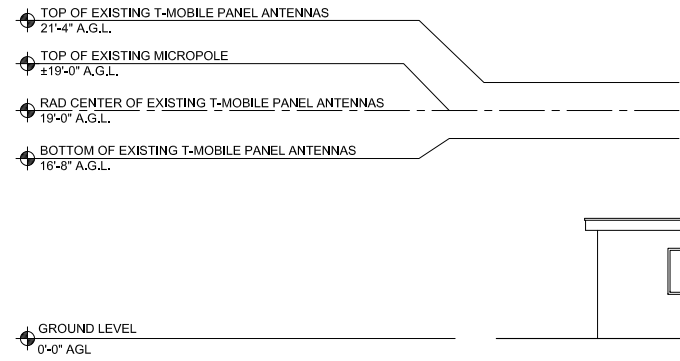 TOP OF EXISTING T-MOBILE PANEL ANTENNAS
21'-4" A.G.L.
TOP OF EXISTING MICROPOLE
±19'-0" A.G.L.
RAD CENTER OF EXISTING T-MOBILE PANEL ANTENNAS
19'-0" A.G.L.
BOTTOM OF EXISTING T-MOBILE PANEL ANTENNAS
16'-8" A.G.L.
GROUND LEVEL
0'-0" AGL